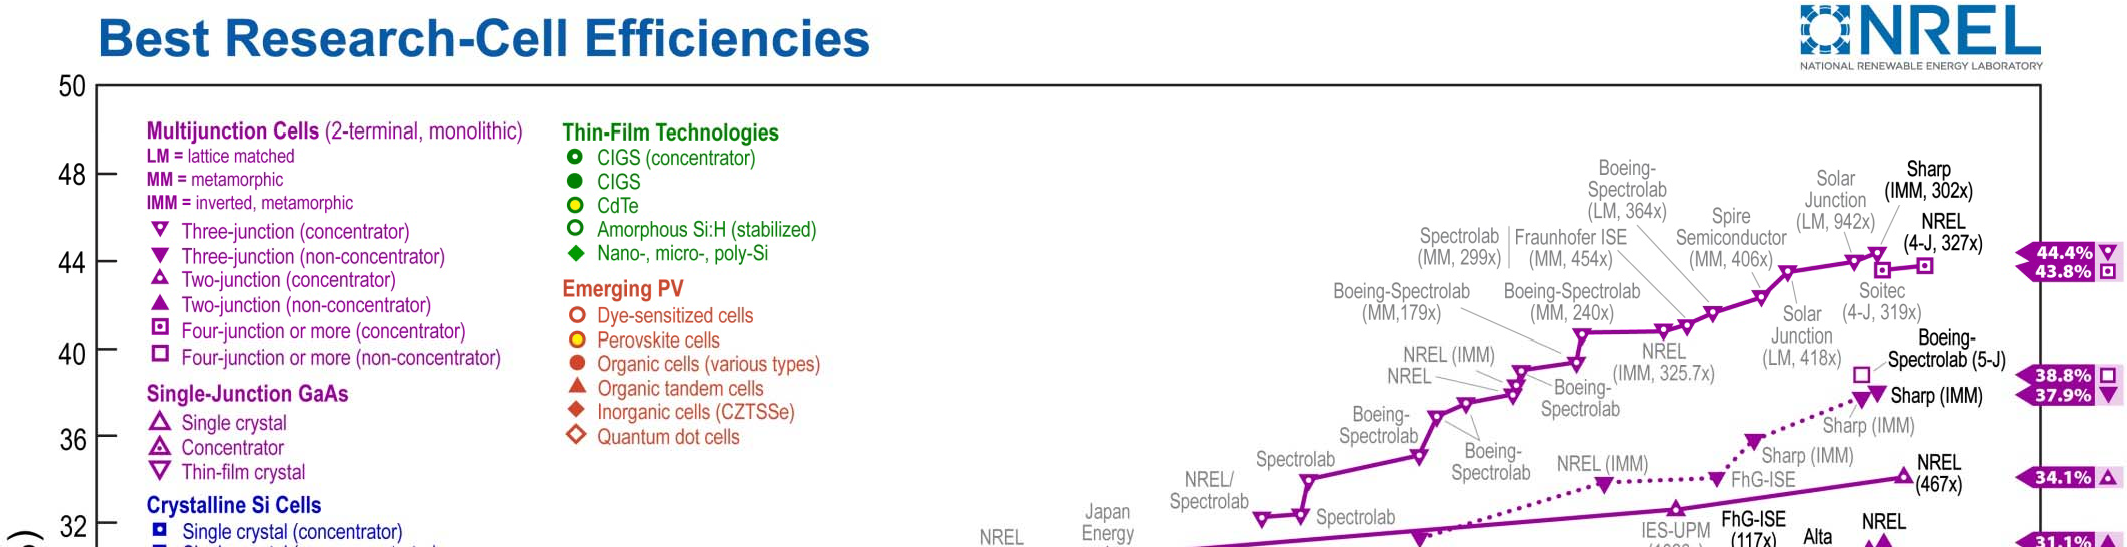 Best Research-Cell Efficiencies
NREL
NATIONAL RENEWABLE ENERGY LABORATORY
50
48
44
40
36
32
Multijunction Cells (2-terminal, monolithic)
LM = lattice matched
MM = metamorphic
IMM = inverted, metamorphic
Three-junction (concentrator)
Three-junction (non-concentrator)
Two-junction (concentrator)
Two-junction (non-concentrator)
Four-junction or more (concentrator)
Four-junction or more (non-concentrator)
Single-Junction GaAs
Single crystal
Concentrator
Thin-film crystal
Crystalline Si Cells
Single crystal (concentrator)
Thin-Film Technologies
CIGS (concentrator)
CIGS
CdTe
Amorphous Si:H (stabilized)
Nano-, micro-, poly-Si
Emerging PV
Dye-sensitized cells
Perovskite cells
Organic cells (various types)
Organic tandem cells
Inorganic cells (CZTSSe)
Quantum dot cells
NREL
Japan
Energy
NREL/
Spectrolab
Spectrolab
Spectrolab
Boeing-
Spectrolab
Boeing-
Spectrolab
NREL (IMM)
NREL
Boeing-
Spectrolab
Boeing-Spectrolab
(MM,179x)
Boeing-Spectrolab
(MM, 240x)
Spectrolab
(MM, 299x)
Fraunhofer ISE
(MM, 454x)
Boeing-
Spectrolab
(LM, 364x)
NREL
(IMM, 325.7x)
Spire
Semiconductor
(MM, 406x)
Solar
Junction
(LM, 418x)
Solar
Junction
(LM, 942x)
Sharp
(IMM, 302x)
NREL
(4-J, 327x)
Soitec
(4-J, 319x)
Boeing-
Spectrolab (5-J)
Sharp (IMM)
Sharp (IMM)
Sharp (IMM)
NREL (IMM)
FhG-ISE
NREL
(467x)
IES-UPM
FhG-ISE
(117x)
Alta
NREL
44.4%
43.8%
38.8%
37.9%
34.1%
31.1%